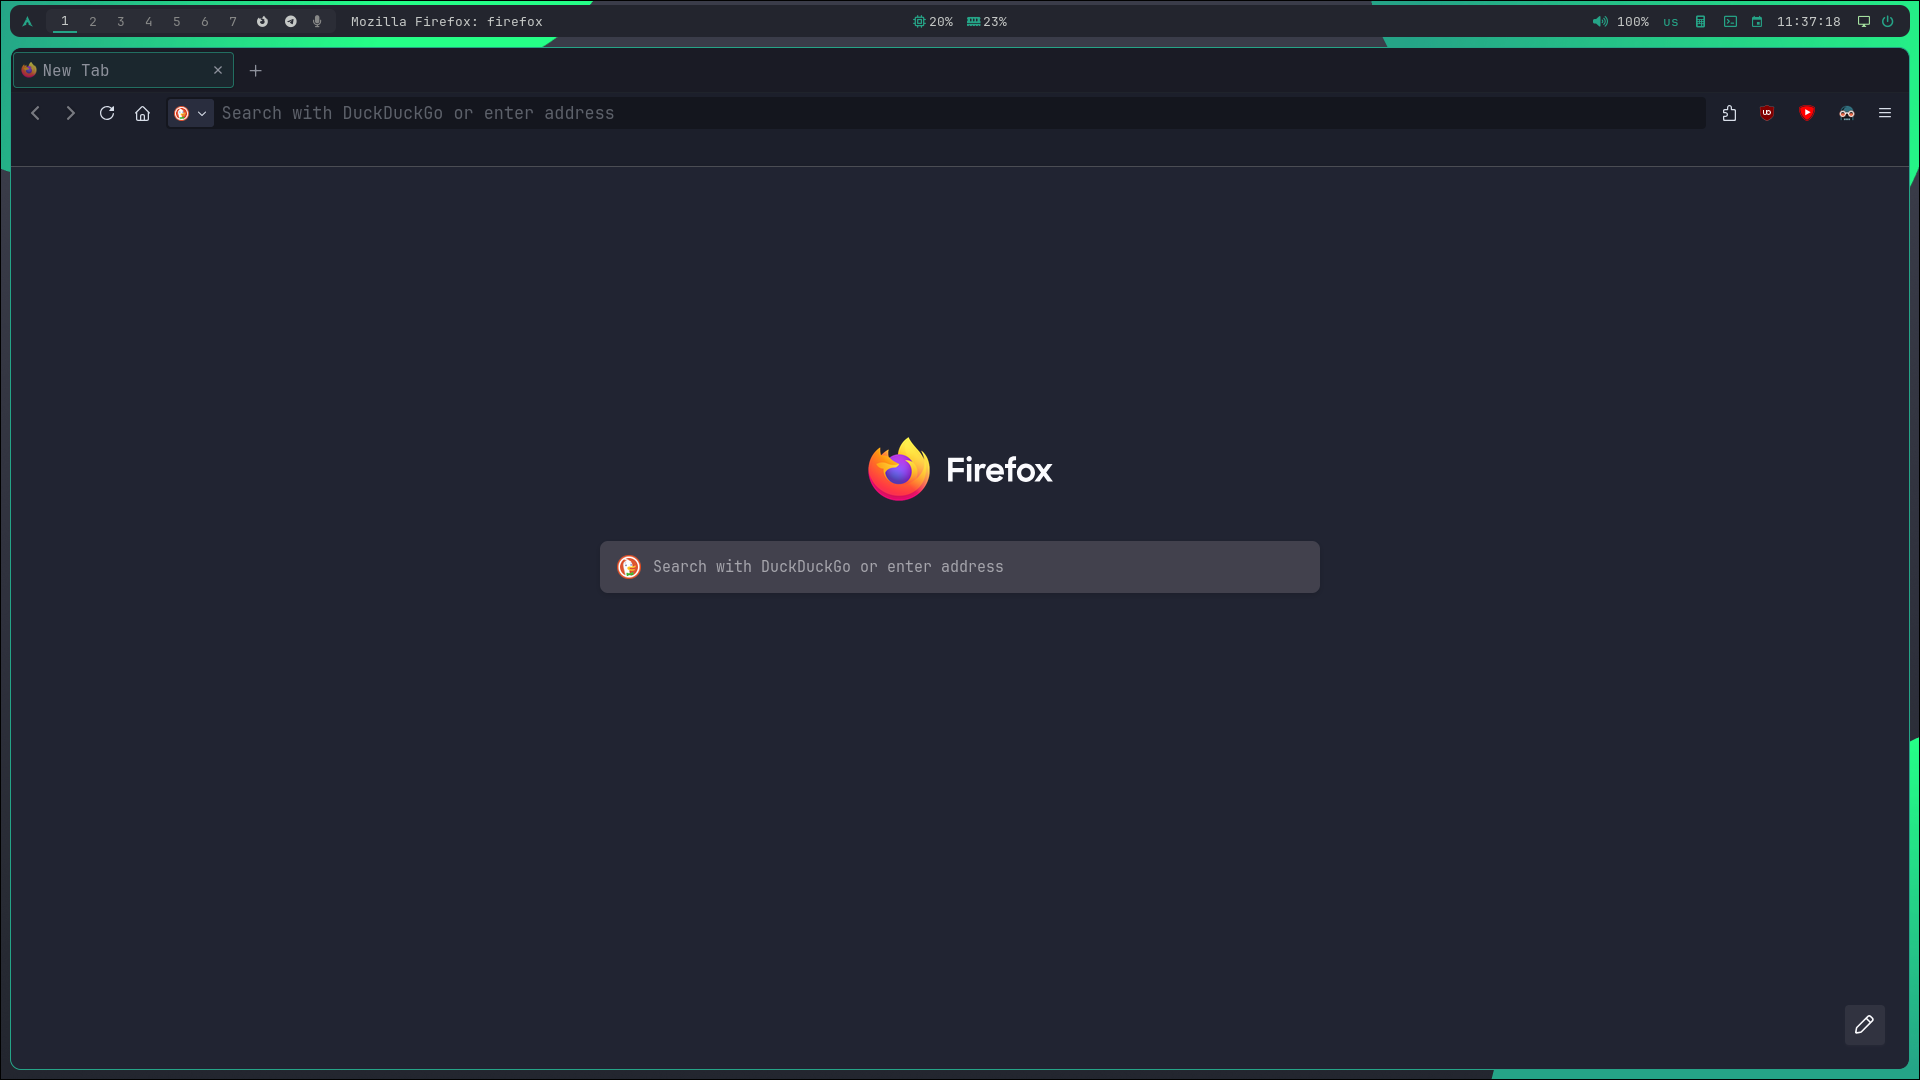 1 2 3 4 5 6 7 Mozilla Firefox: firefox 20% 23% 100% us 11:37:18
New Tab
Search with DuckDuckGo or enter address
Firefox
Search with DuckDuckGo or enter address